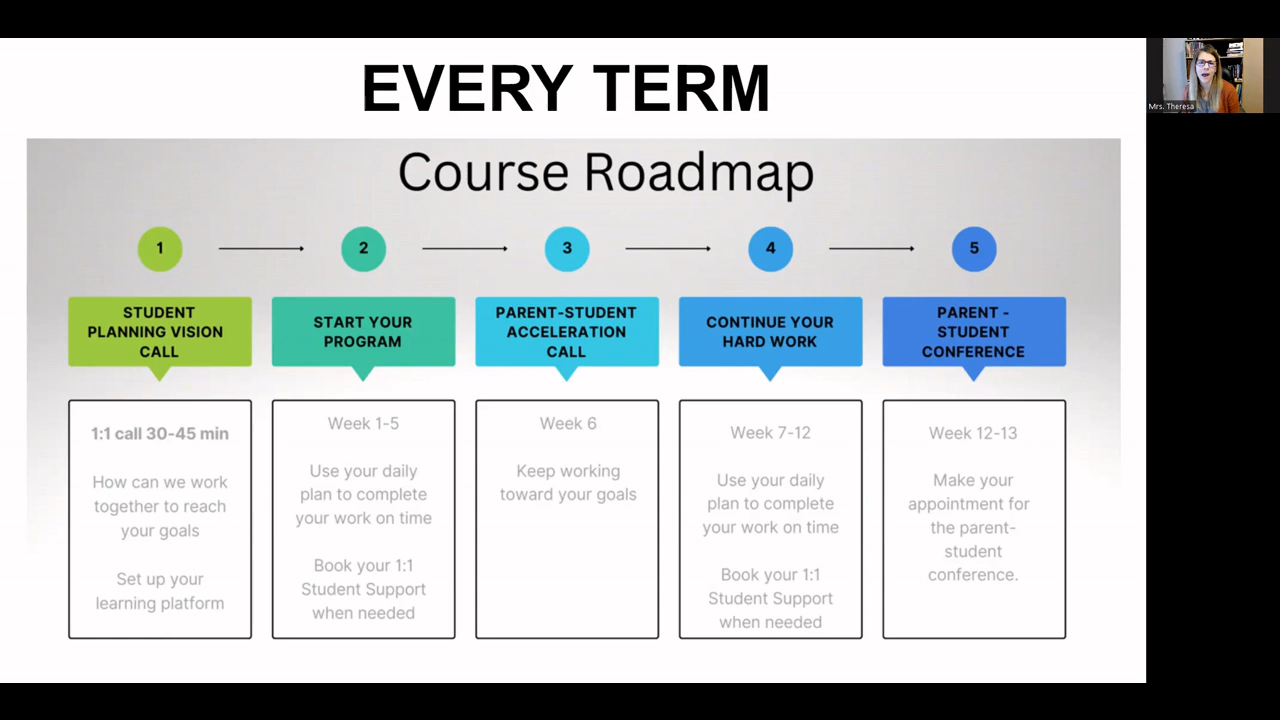 EVERY TERM
Course Roadmap
1
2
3
4
5
STUDENT
PLANNING VISION
CALL
START YOUR
PROGRAM
PARENT-STUDENT
ACCELERATION
CALL
CONTINUE YOUR
HARD WORK
PARENT -
STUDENT
CONFERENCE
1:1 call 30-45 min
How can we work
together to reach
your goals
Set up your
learning platform
Week 1-5
Use your daily
plan to complete
your work on time
Book your 1:1
Student Support
when needed
Week 6
Keep working
toward your goals
Week 7-12
Use your daily
plan to complete
your work on time
Book your 1:1
Student Support
when needed
Week 12-13
Make your
appointment for
the parent-
student
conference.
Mrs. Theresa